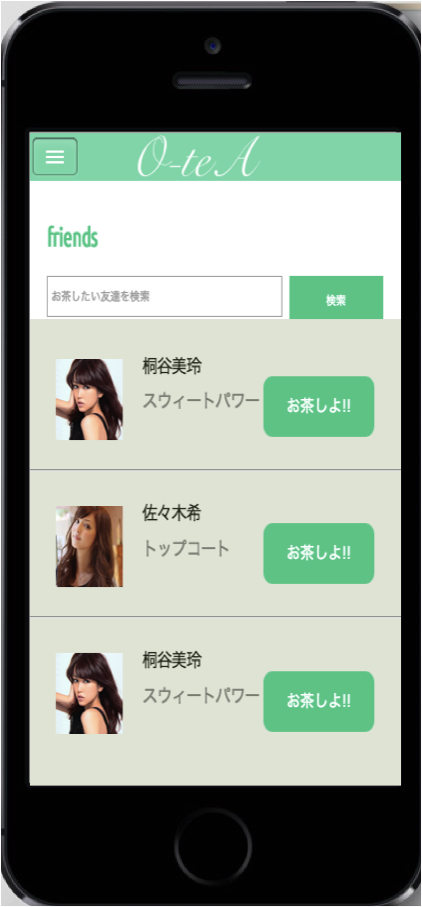 O-teA
friends
お茶したい友達を検索
検索
桐谷美玲
スウィートパワー
お茶しよ!!
佐々木希
トップコート
お茶しよ!!
桐谷美玲
スウィートパワー
お茶しよ!!